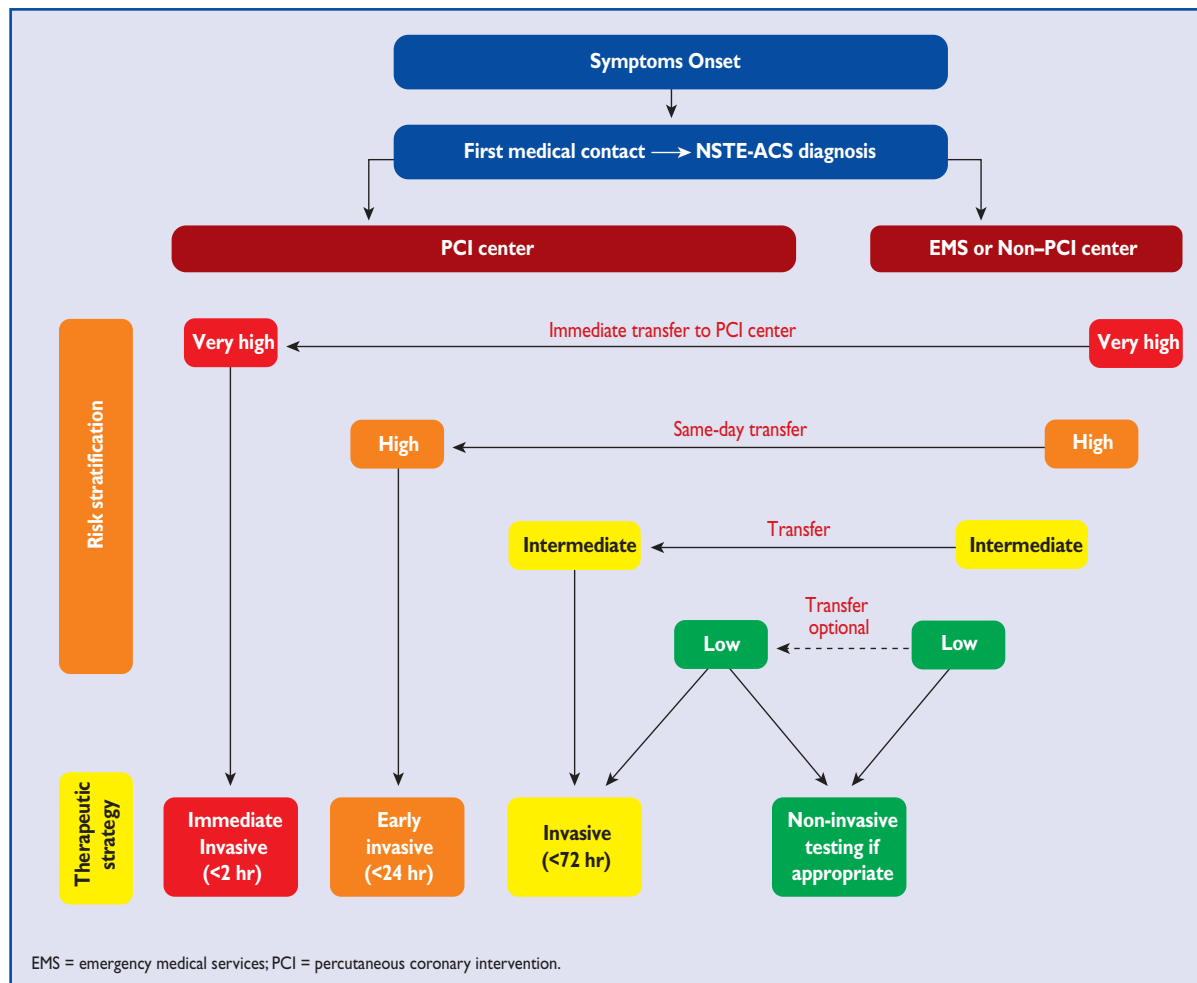 Symptoms Onset
First medical contact → NSTE-ACS diagnosis
PCI center
EMS or Non–PCI center
Risk stratification
Very high
Immediate transfer to PCI center
Very high
High
Same-day transfer
High
Intermediate
Transfer
Intermediate
Low
Transfer
optional
Low
Therapeutic
strategy
Immediate
Invasive
(<2 hr)
Early
invasive
(<24 hr)
Invasive
(<72 hr)
Non-invasive
testing if
appropriate
EMS = emergency medical services; PCI = percutaneous coronary intervention.